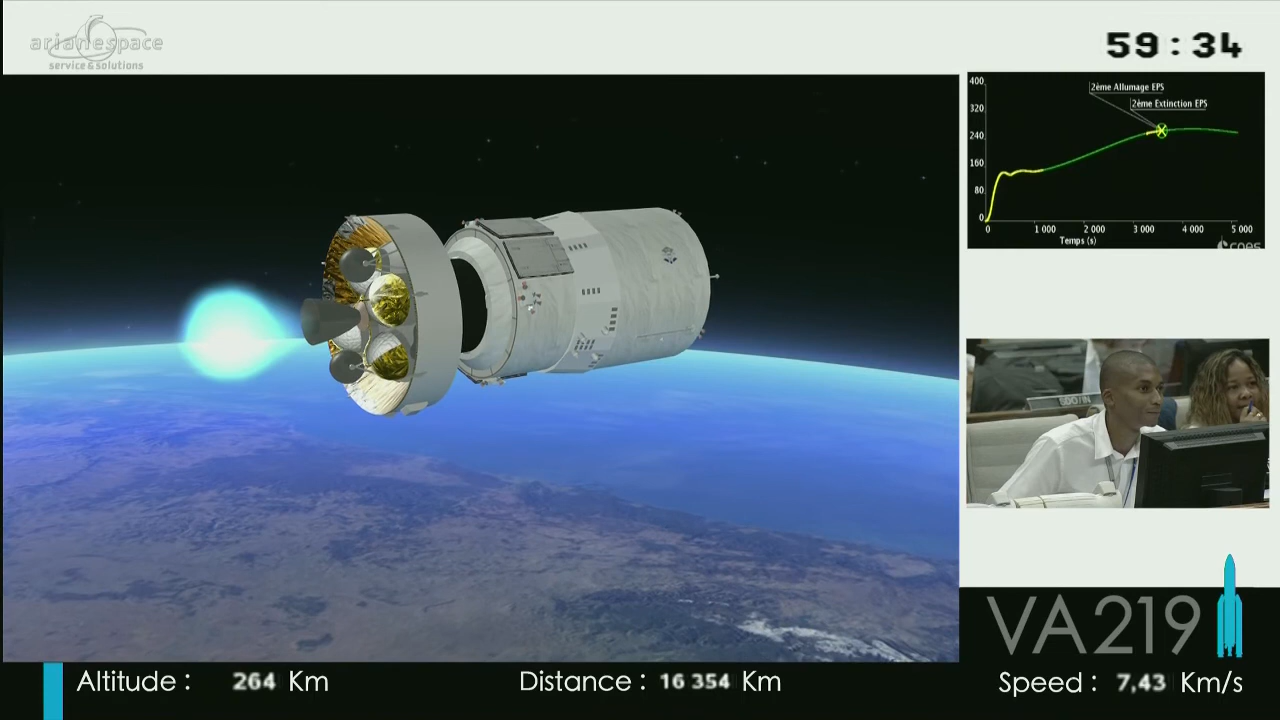 arianespace
service & solutions
59:34
400
320
240
160
80
0
2ème Allumage EPS
2ème Extinction EPS
0 1 000 2 000 3 000 4 000 5 000
Temps (s)
cnes
VA219
Altitude : 264 Km
Distance : 16 354 Km
Speed : 7,43 Km/s